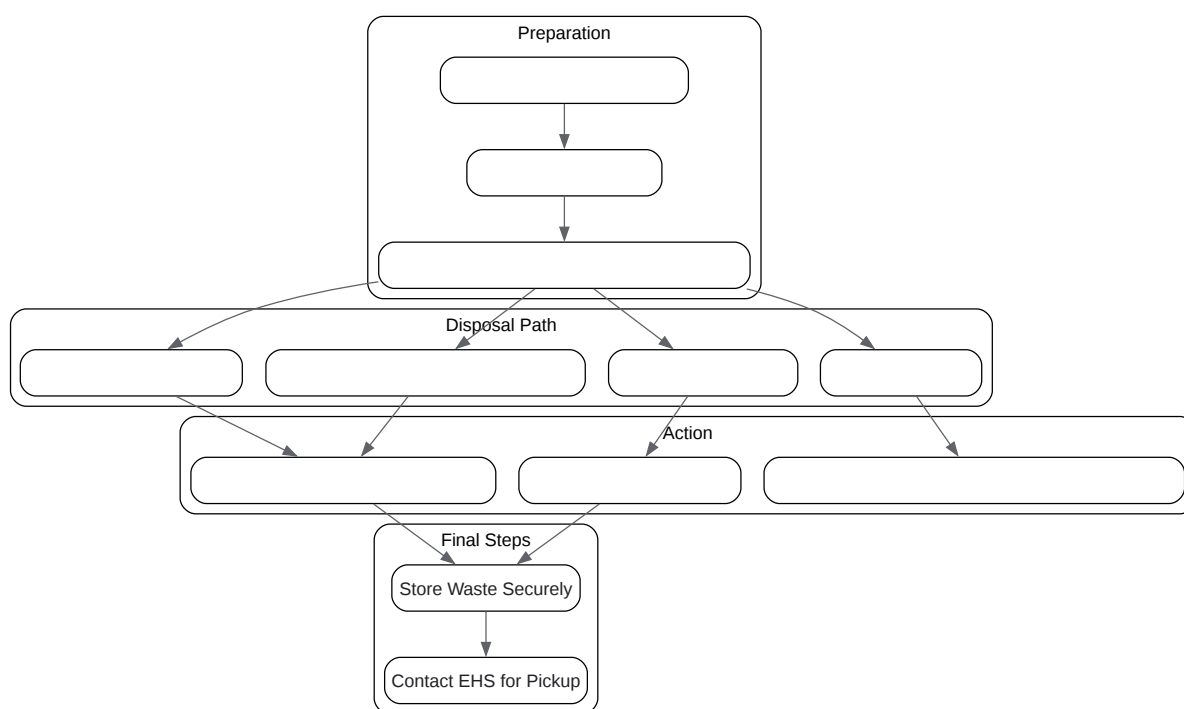 Preparation
Disposal Path
Action
Final Steps
Store Waste Securely
Contact EHS for Pickup